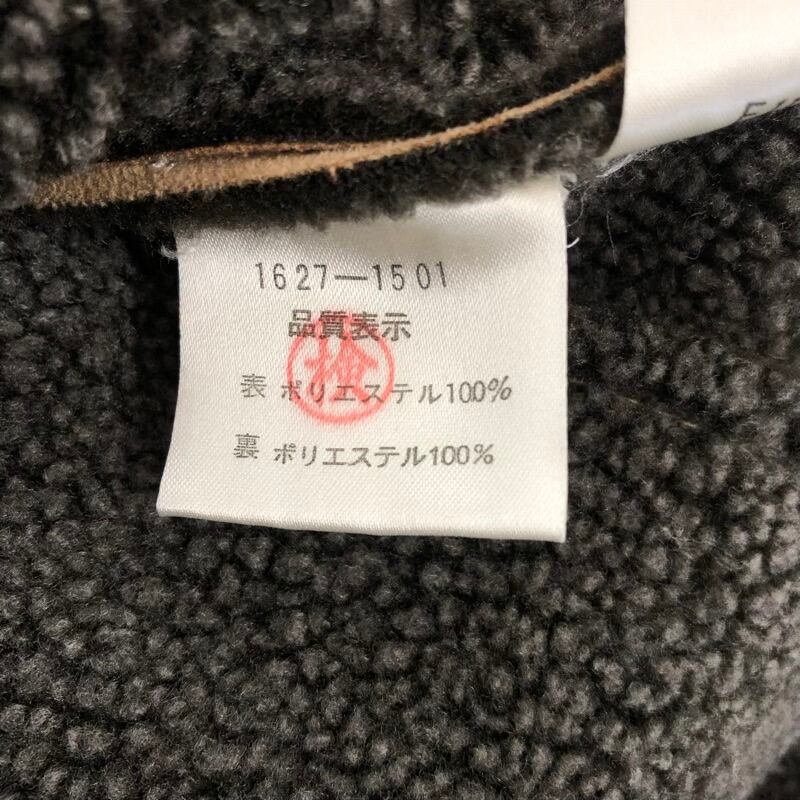 1627—1501
品質表示
検
表 ポリエステル100%
裏 ポリエステル100%